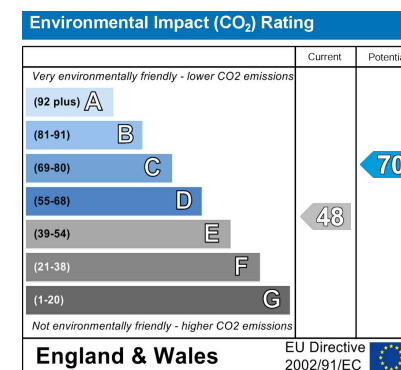 Environmental Impact (CO₂) Rating
Current Potentia
Very environmentally friendly - lower CO2 emissions
(92 plus) A
(81-91) B
(69-80) C
70
(55-68) D
48
(39-54) E
(21-38) F
(1-20) G
Not environmentally friendly - higher CO2 emissions
England & Wales
EU Directive
2002/91/EC